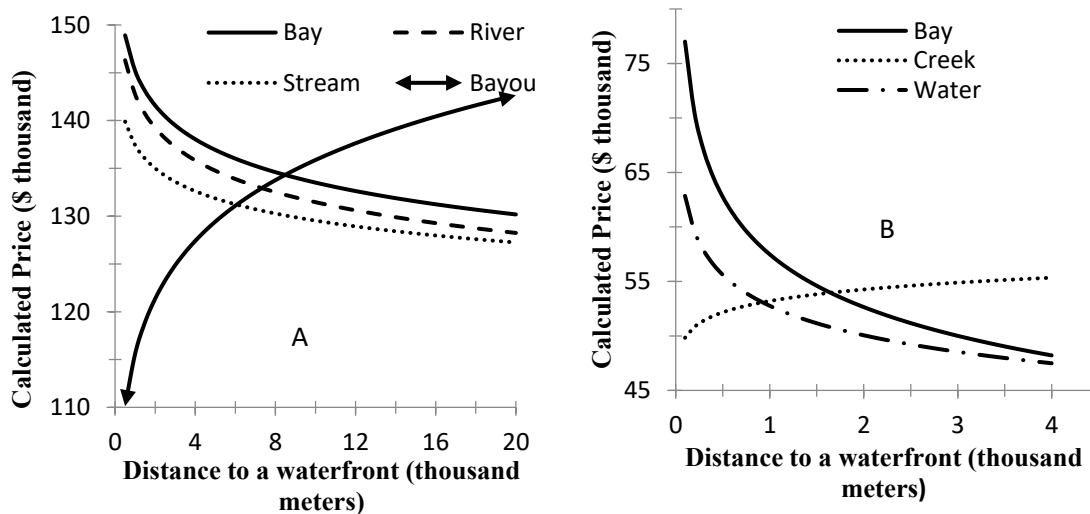 150
140
130
120
110
Calculated Price ($ thousand)
Bay
River
Stream
Bayou
A
0
4
8
12
16
20
Distance to a waterfront (thousand
meters)
75
65
55
45
Calculated Price ($ thousand)
Bay
Creek
Water
B
0
1
2
3
4
Distance to a waterfront (thousand
meters)